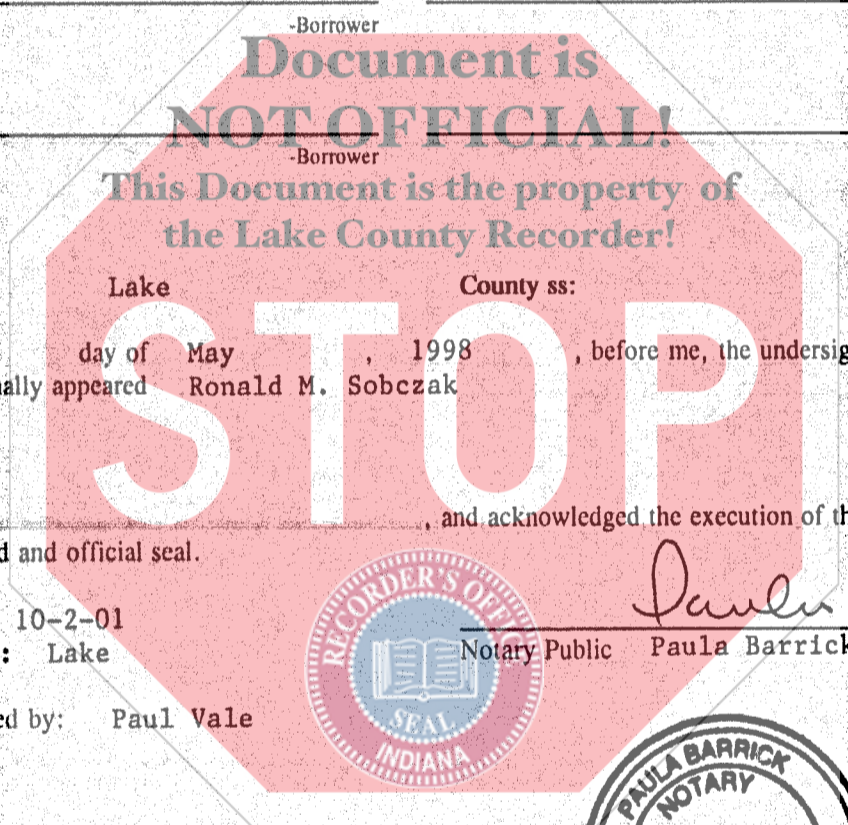 -Borrower
Document is
NOT OFFICIAL!
-Borrower
This Document is the property of
the Lake County Recorder!
Lake County ss:
STOP
day of May , 1998 , before me, the undersig
ally appeared Ronald M. Sobczak
, and acknowledged the execution of th
d and official seal.
10-2-01
: Lake
Paula
Notary Public Paula Barrick
ed by: Paul Vale
RECORDER'S OFFICE
SEAL
INDIANA
PAULA BARRICK
NOTARY